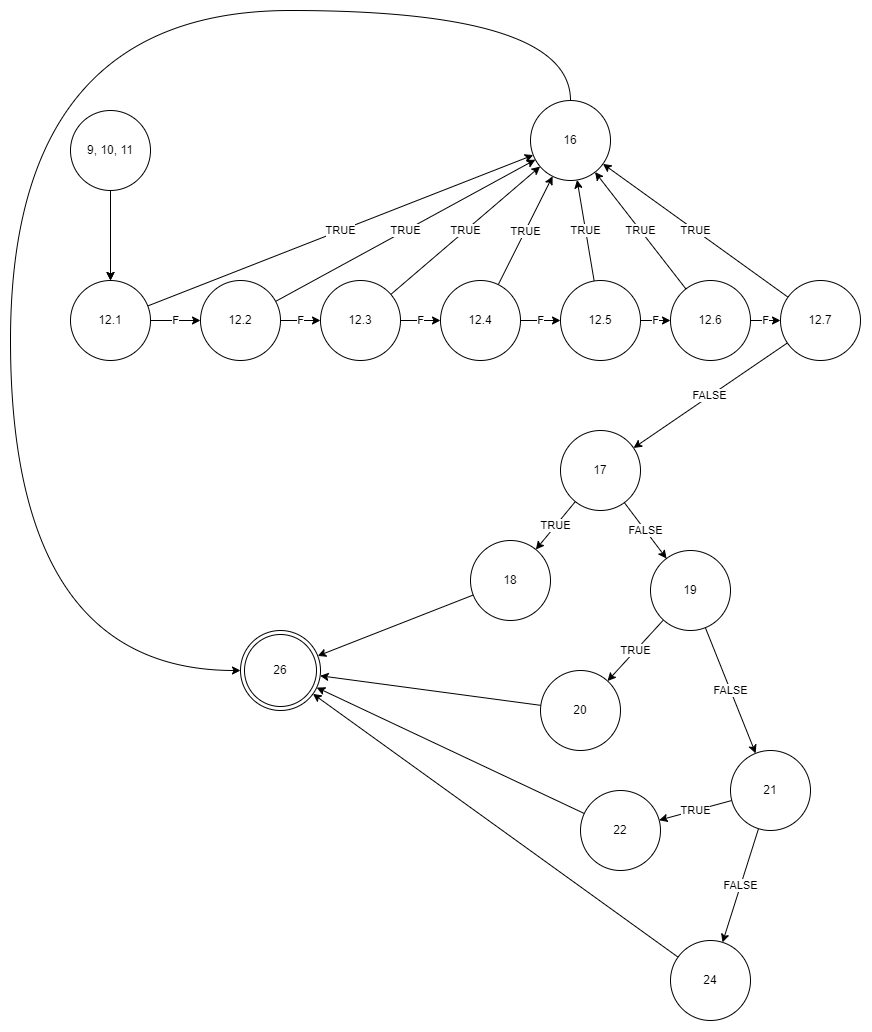 16
9, 10, 11
TRUE
TRUE
TRUE
TRUE
TRUE
TRUE
TRUE
12.1
F
12.2
F
12.3
F
12.4
F
12.5
F
12.6
F
12.7
FALSE
17
TRUE
FALSE
18
19
TRUE
26
FALSE
20
21
TRUE
22
FALSE
24